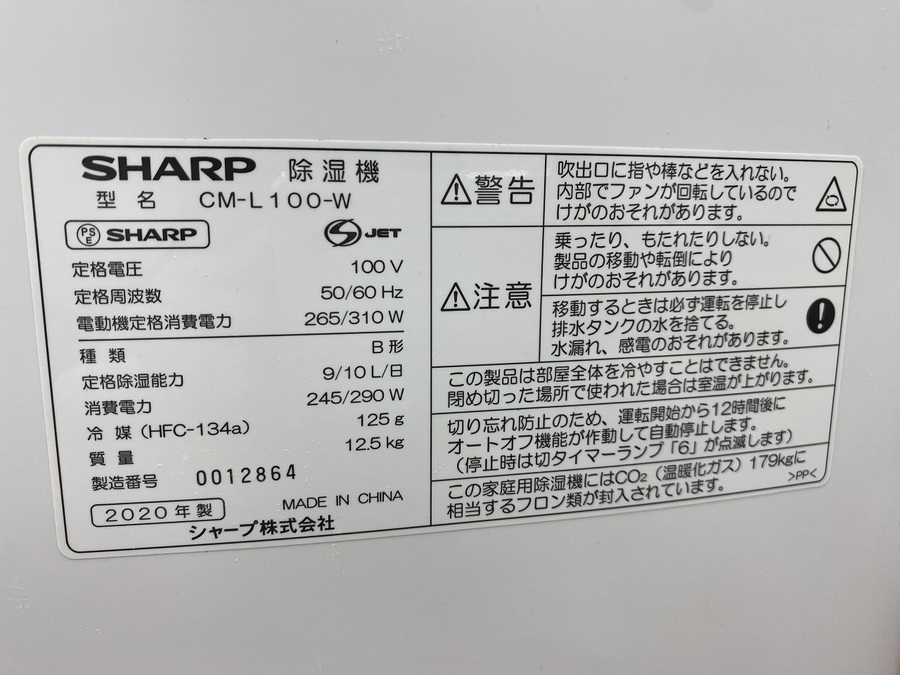 SHARP 除湿機
型名 CM-L100-W
PSE SHARP S JET
定格電圧 100 V
定格周波数 50/60 Hz
電動機定格消費電力 265/310 W
種類 B 形
定格除湿能力 9/10 L/日
消費電力 245/290 W
冷媒 (HFC-134a) 125 g
質量 12.5 kg
製造番号 0012864
MADE IN CHINA
2020年製
シャープ株式会社
警告
吹出口に指や棒などを入れない。
内部でファンが回転しているので
けがのおそれがあります。
注意
乗ったり、もたれたりしない。
製品の移動や転倒により
けがのおそれがあります。
移動するときは必ず運転を停止し
排水タンクの水を捨てる。
水漏れ、感電のおそれがあります。
この製品は部屋全体を冷やすことはできません。
閉め切った場所で使われた場合は室温が上がります。
切り忘れ防止のため、運転開始から12時間後に
オートオフ機能が作動して自動停止します。
(停止時は切タイマーランプ「6」が点滅します)
この家庭用除湿機にはCO₂(温暖化ガス)179kgに
相当するフロン類が封入されています。
>PP<